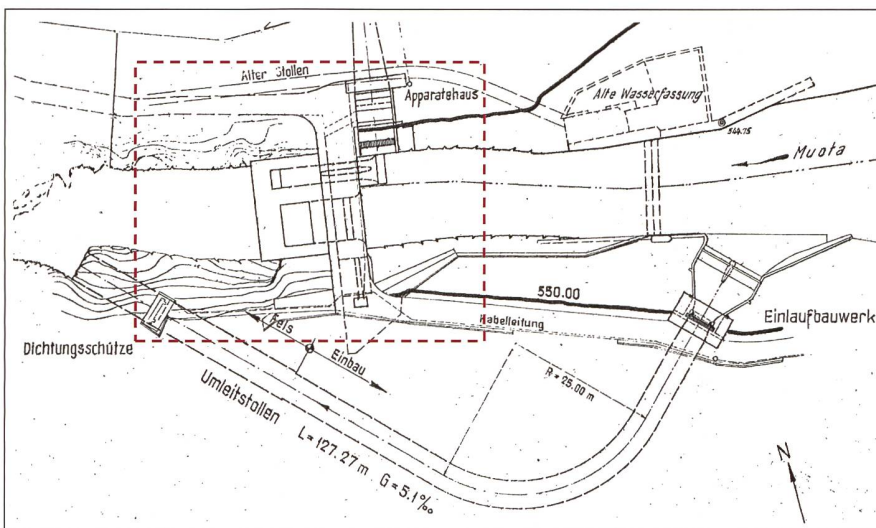 Alter Stollen
Apparatehaus
Alte Wasserfassung
544.75
Muota
550.00
Kabelleitung
Einlaufbauwerk
Dichtungsschütze
Fels
Einbau
Umleitstollen
R = 25.00 m
L = 127.27 m G = 5.1‰
N